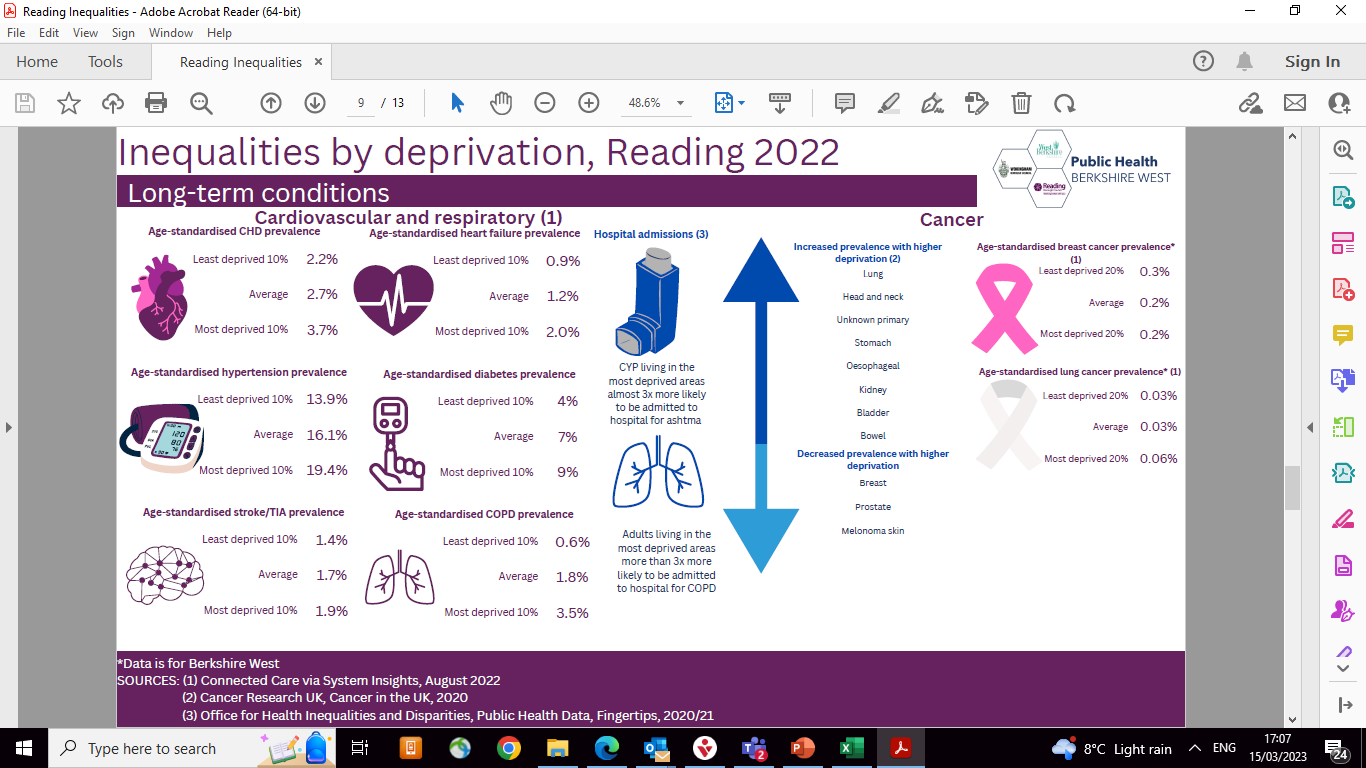 Reading Inequalities - Adobe Acrobat Reader (64-bit)
File Edit View Sign Window Help
Home Tools Reading Inequalities × Sign In
9 / 13 48.6%
Inequalities by deprivation, Reading 2022
Public Health
BERKSHIRE WEST
West Berkshire
WOKINGHAM
Reading
Long-term conditions
Cardiovascular and respiratory (1)
Age-standardised CHD prevalence
Least deprived 10% 2.2%
Average 2.7%
Most deprived 10% 3.7%
Age-standardised heart failure prevalence
Least deprived 10% 0.9%
Average 1.2%
Most deprived 10% 2.0%
Age-standardised hypertension prevalence
Least deprived 10% 13.9%
Average 16.1%
Most deprived 10% 19.4%
120
80
76
Age-standardised diabetes prevalence
Least deprived 10% 4%
Average 7%
Most deprived 10% 9%
Age-standardised stroke/TIA prevalence
Least deprived 10% 1.4%
Average 1.7%
Most deprived 10% 1.9%
Age-standardised COPD prevalence
Least deprived 10% 0.6%
Average 1.8%
Most deprived 10% 3.5%
Hospital admissions (3)
CYP living in the
most deprived areas
almost 3x more likely
to be admitted to
hospital for ashtma
Adults living in the
most deprived areas
more than 3x more
likely to be admitted
to hospital for COPD
Cancer
Increased prevalence with higher
deprivation (2)
Lung
Head and neck
Unknown primary
Stomach
Oesophageal
Kidney
Bladder
Bowel
Decreased prevalence with higher
deprivation
Breast
Prostate
Melonoma skin
Age-standardised breast cancer prevalence*
(1)
Least deprived 20% 0.3%
Average 0.2%
Most deprived 20% 0.2%
Age-standardised lung cancer prevalence* (1)
Least deprived 20% 0.03%
Average 0.03%
Most deprived 20% 0.06%
*Data is for Berkshire West
SOURCES: (1) Connected Care via System Insights, August 2022
(2) Cancer Research UK, Cancer in the UK, 2020
(3) Office for Health Inequalities and Disparities, Public Health Data, Fingertips, 2020/21
Type here to search
2
8°C Light rain
ENG
17:07
15/03/2023
24